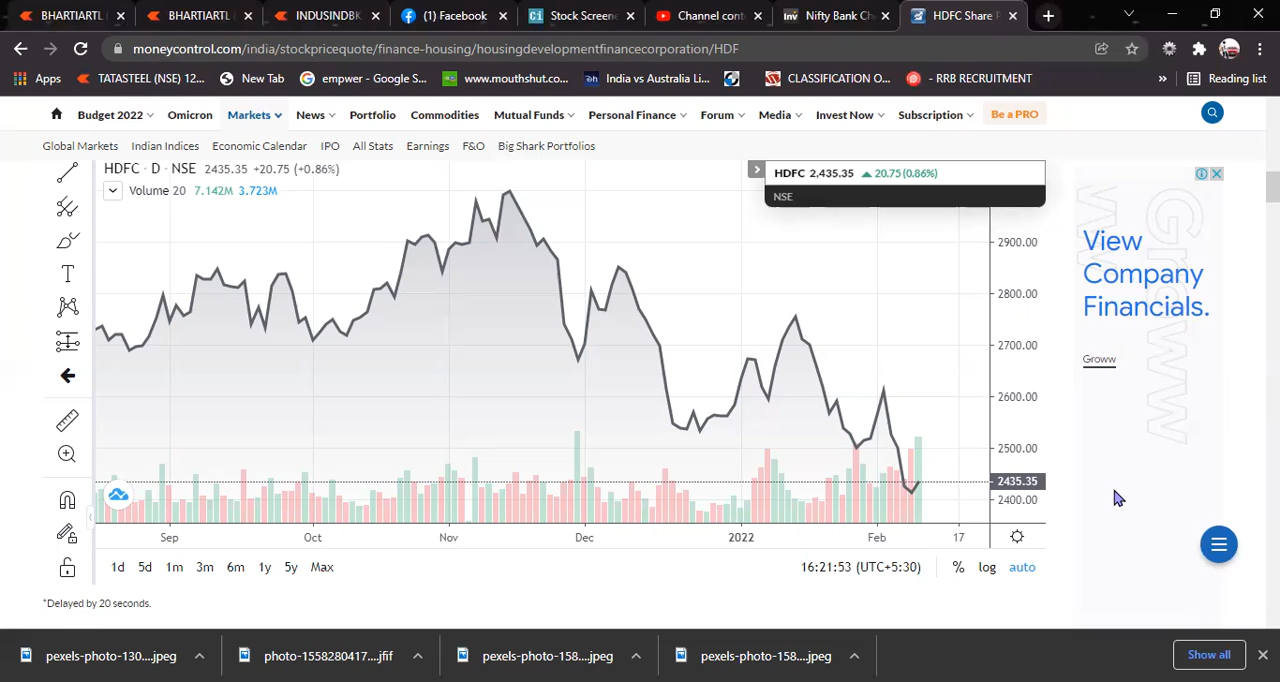 BHARTIARTL
BHARTIARTL
INDUSINDBK
(1) Facebook
Stock Screene
Channel cont
Nifty Bank Ch
HDFC Share P
moneycontrol.com/india/stockpricequote/finance-housing/housingdevelopmentfinancecorporation/HDF
Apps
TATASTEEL (NSE) 12...
New Tab
empwer - Google S...
www.mouthshut.co...
India vs Australia Li...
CLASSIFICATION O...
- RRB RECRUITMENT
»
Reading list
Budget 2022
Omicron
Markets
News
Portfolio
Commodities
Mutual Funds
Personal Finance
Forum
Media
Invest Now
Subscription
Be a PRO
Global Markets
Indian Indices
Economic Calendar
IPO
All Stats
Earnings
F&O
Big Shark Portfolios
HDFC · D · NSE 2435.35 +20.75 (+0.86%)
Volume 20 7.142M 3.723M
HDFC 2,435.35 20.75 (0.86%)
NSE
2900.00
2800.00
2700.00
2600.00
2500.00
2435.35
2400.00
Sep
Oct
Nov
Dec
2022
Feb
17
1d
5d
1m
3m
6m
1y
5y
Max
16:21:53 (UTC+5:30)
%
log
auto
*Delayed by 20 seconds.
Groww
View
Company
Financials.
Groww
pexels-photo-130....jpeg
photo-1558280417....jfif
pexels-photo-158....jpeg
pexels-photo-158....jpeg
Show all